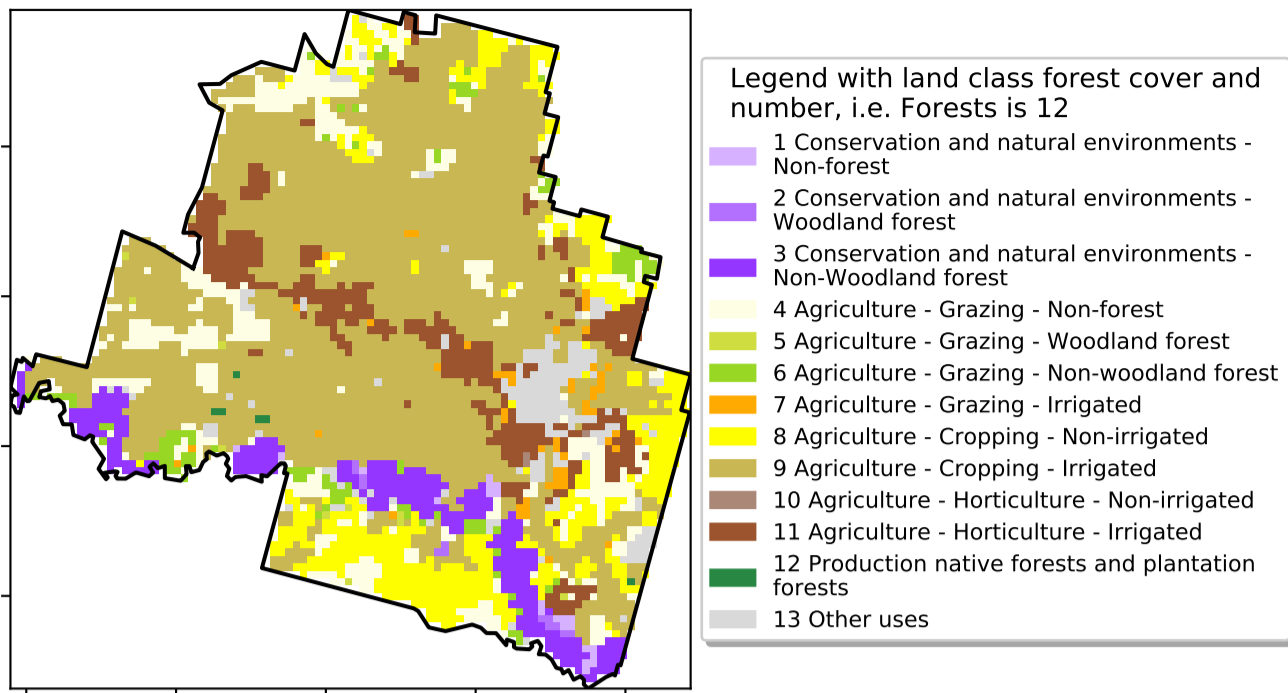 Legend with land class forest cover and
number, i.e. Forests is 12
1 Conservation and natural environments -
Non-forest
2 Conservation and natural environments -
Woodland forest
3 Conservation and natural environments -
Non-Woodland forest
4 Agriculture - Grazing - Non-forest
5 Agriculture - Grazing - Woodland forest
6 Agriculture - Grazing - Non-woodland forest
7 Agriculture - Grazing - Irrigated
8 Agriculture - Cropping - Non-irrigated
9 Agriculture - Cropping - Irrigated
10 Agriculture - Horticulture - Non-irrigated
11 Agriculture - Horticulture - Irrigated
12 Production native forests and plantation
forests
13 Other uses